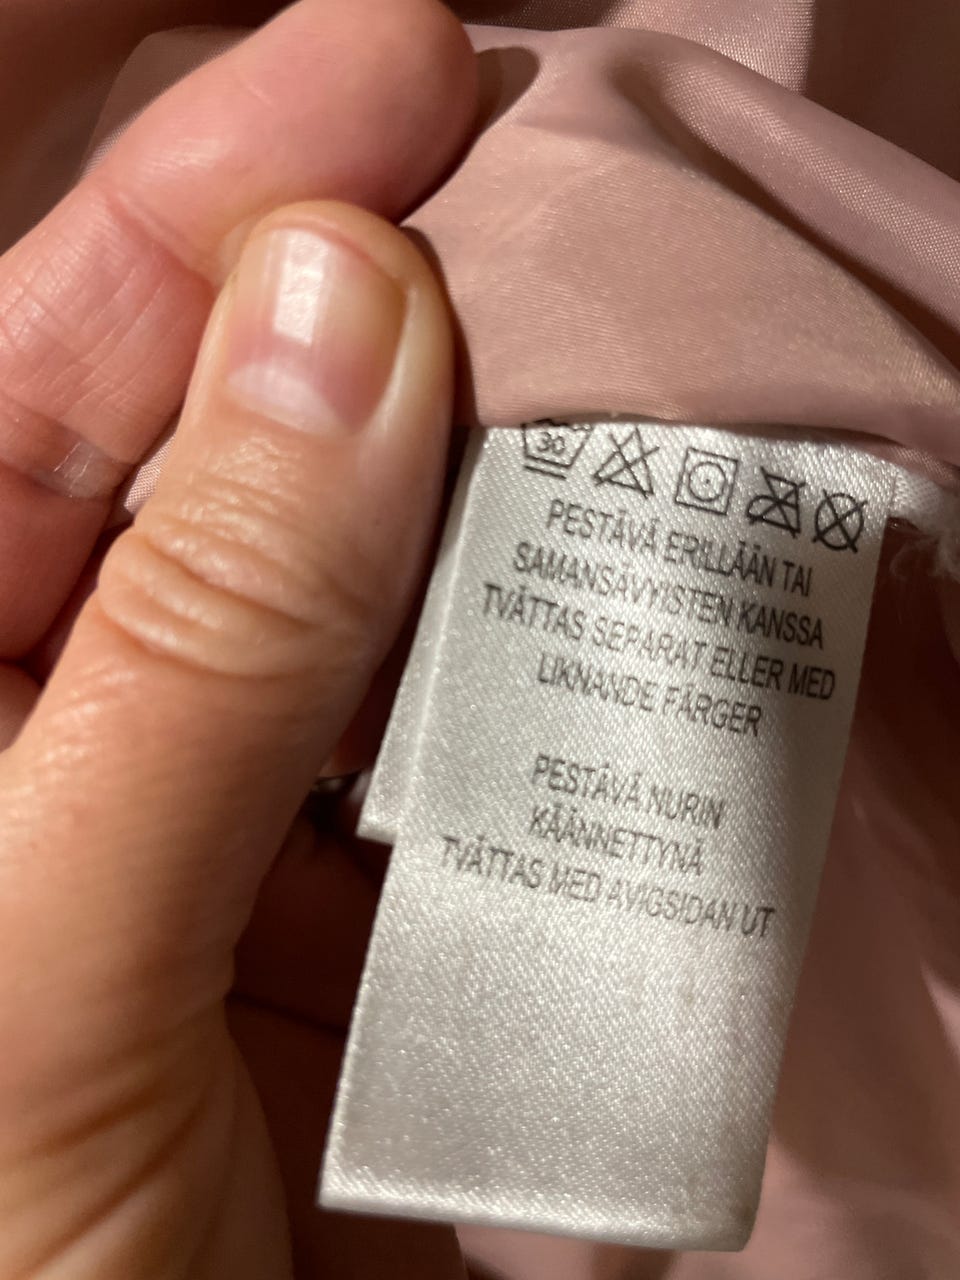 30
PESTÄVÄ ERILLÄÄN TAI
SAMANSÄVYISTEN KANSSA
TVÄTTAS SEPARAT ELLER MED
LIKNANDE FÄRGER
PESTÄVÄ NURIN
KÄÄNNETTYNÄ
TVÄTTAS MED AVIGSIDAN UT